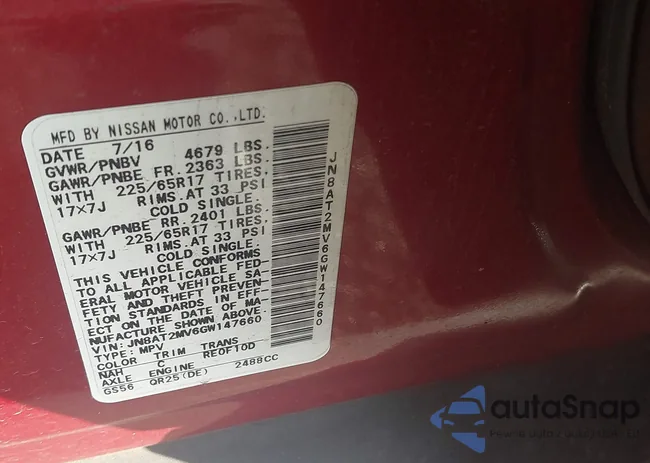 MFD BY NISSAN MOTOR CO.,LTD.
DATE 7/16
GVWR/PNBV 4679 LBS.
GAWR/PNBE FR. 2363 LBS.
WITH 225/65R17 TIRES,
17×7J RIMS.AT 33 PSI
COLD SINGLE.
GAWR/PNBE RR. 2401 LBS.
WITH 225/65R17 TIRES.
17×7J RIMS.AT 33 PSI
COLD SINGLE.
THIS VEHICLE CONFORMS
TO ALL APPLICABLE FED-
ERAL MOTOR VEHICLE SA-
FETY AND THEFT PREVEN-
TION STANDARDS IN EFF-
ECT ON THE DATE OF MA-
NUFACTURE SHOWN ABOVE.
VIN: JN8AT2MV6GW147660
TYPE: MPV
COLOR TRIM TRANS
NAH C RE0F10D
AXLE ENGINE
GS56 QR25(DE) 2488CC
JN8AT2MV6GW147660
autoSnap